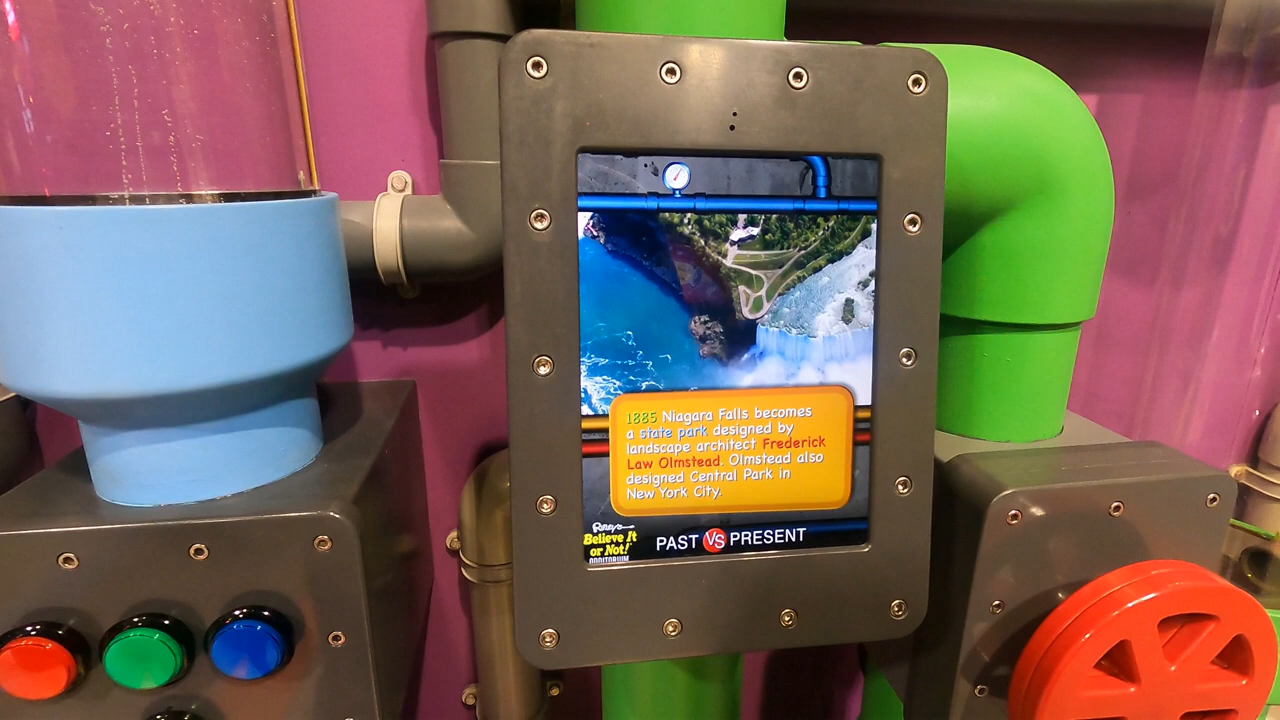 1885 Niagara Falls becomes
a state park designed by
landscape architect Frederick
Law Olmstead. Olmstead also
designed Central Park in
New York City.
Ripley's
Believe It
or Not!
ODDITORIUM
PAST VS PRESENT